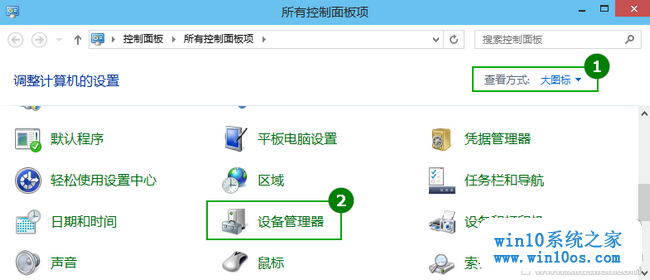 所有控制面板项
控制面板 所有控制面板项
搜索控制面板
调整计算机的设置
查看方式: 大图标
1
默认程序 平板电脑设置 凭据管理器
轻松使用设置中心 区域 任务栏和导航
日期和时间 设备管理器 2
声音 鼠标
win10系统之家
www.win10os.com